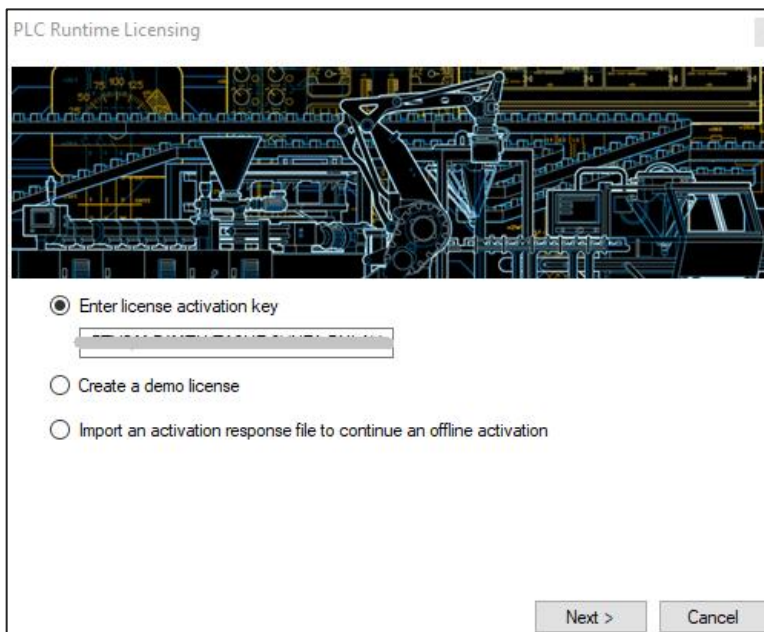 PLC Runtime Licensing
Enter license activation key
Create a demo license
Import an activation response file to continue an offline activation
Next >
Cancel